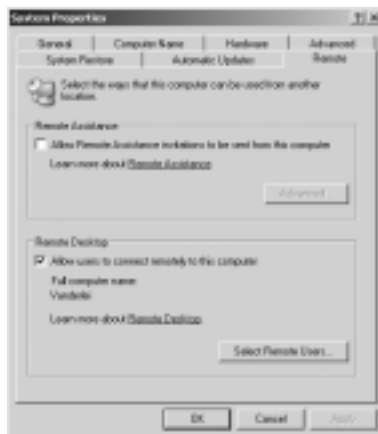 System Properties
General Computer Name Hardware Advanced
System Restore Automatic Updates Remote
Select the ways that this computer can be used from another
location.
Remote Assistance
Allow Remote Assistance invitations to be sent from this computer
Learn more about Remote Assistance.
Advanced
Remote Desktop
Allow users to connect remotely to this computer
Full computer name:
Learn more about Remote Desktop.
Select Remote Users...
OK Cancel Apply